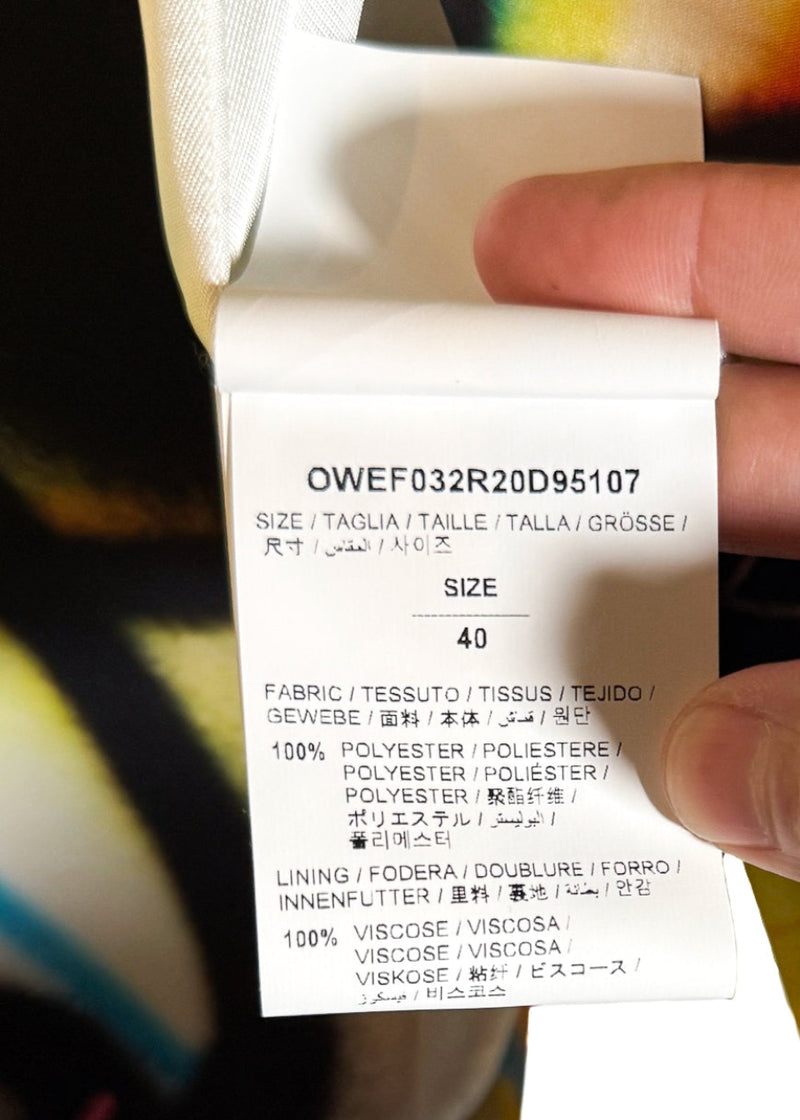 OWEF032R20D95107
SIZE / TAGLIA / TAILLE / TALLA / GRÖSSE /
尺寸 / المقاس / 사이즈
SIZE
40
FABRIC / TESSUTO / TISSUS / TEJIDO /
GEWEBE / 面料 / 本体 / قماش / 원단
100% POLYESTER / POLIESTERE /
POLYESTER / POLIÉSTER /
POLYESTER / 聚酯纤维 /
ポリエステル / البوليستر /
폴리에스터
LINING / FODERA / DOUBLURE / FORRO /
INNENFUTTER / 里料 / 裏地 / بطانة / 안감
100% VISCOSE / VISCOSA /
VISCOSE / VISCOSA /
VISKOSE / 粘纤 / ビスコース /
فيسكوز / 비스코스